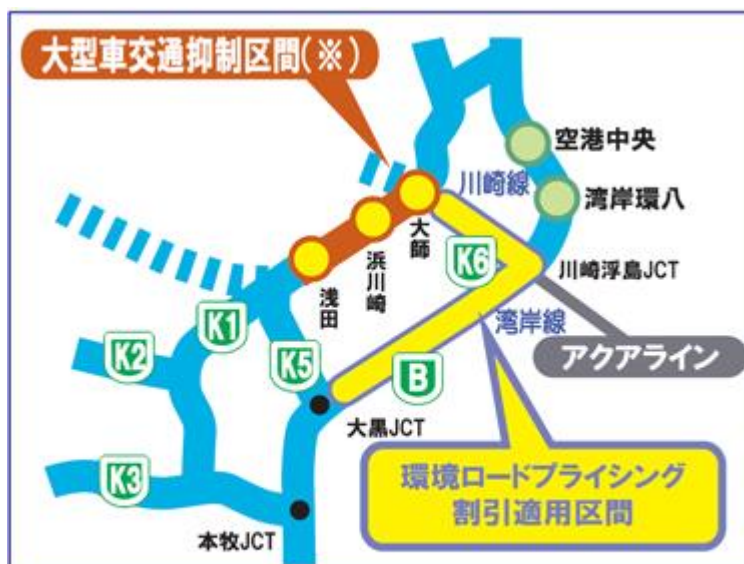 大型車交通抑制区間(※)
空港中央
川崎線
湾岸環八
大師
浜川崎
浅田
K6
川崎浮島JCT
K1
湾岸線
K2
K5
B
アクアライン
大黒JCT
K3
環境ロードプライシング
割引適用区間
本牧JCT